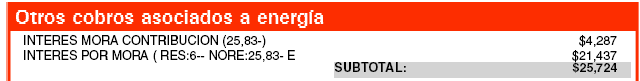 Otros cobros asociados a energía
INTERES MORA CONTRIBUCION (25,83-) $4,287
INTERES POR MORA ( RES:6-- NORE:25,83- E $21,437
SUBTOTAL: $25,724